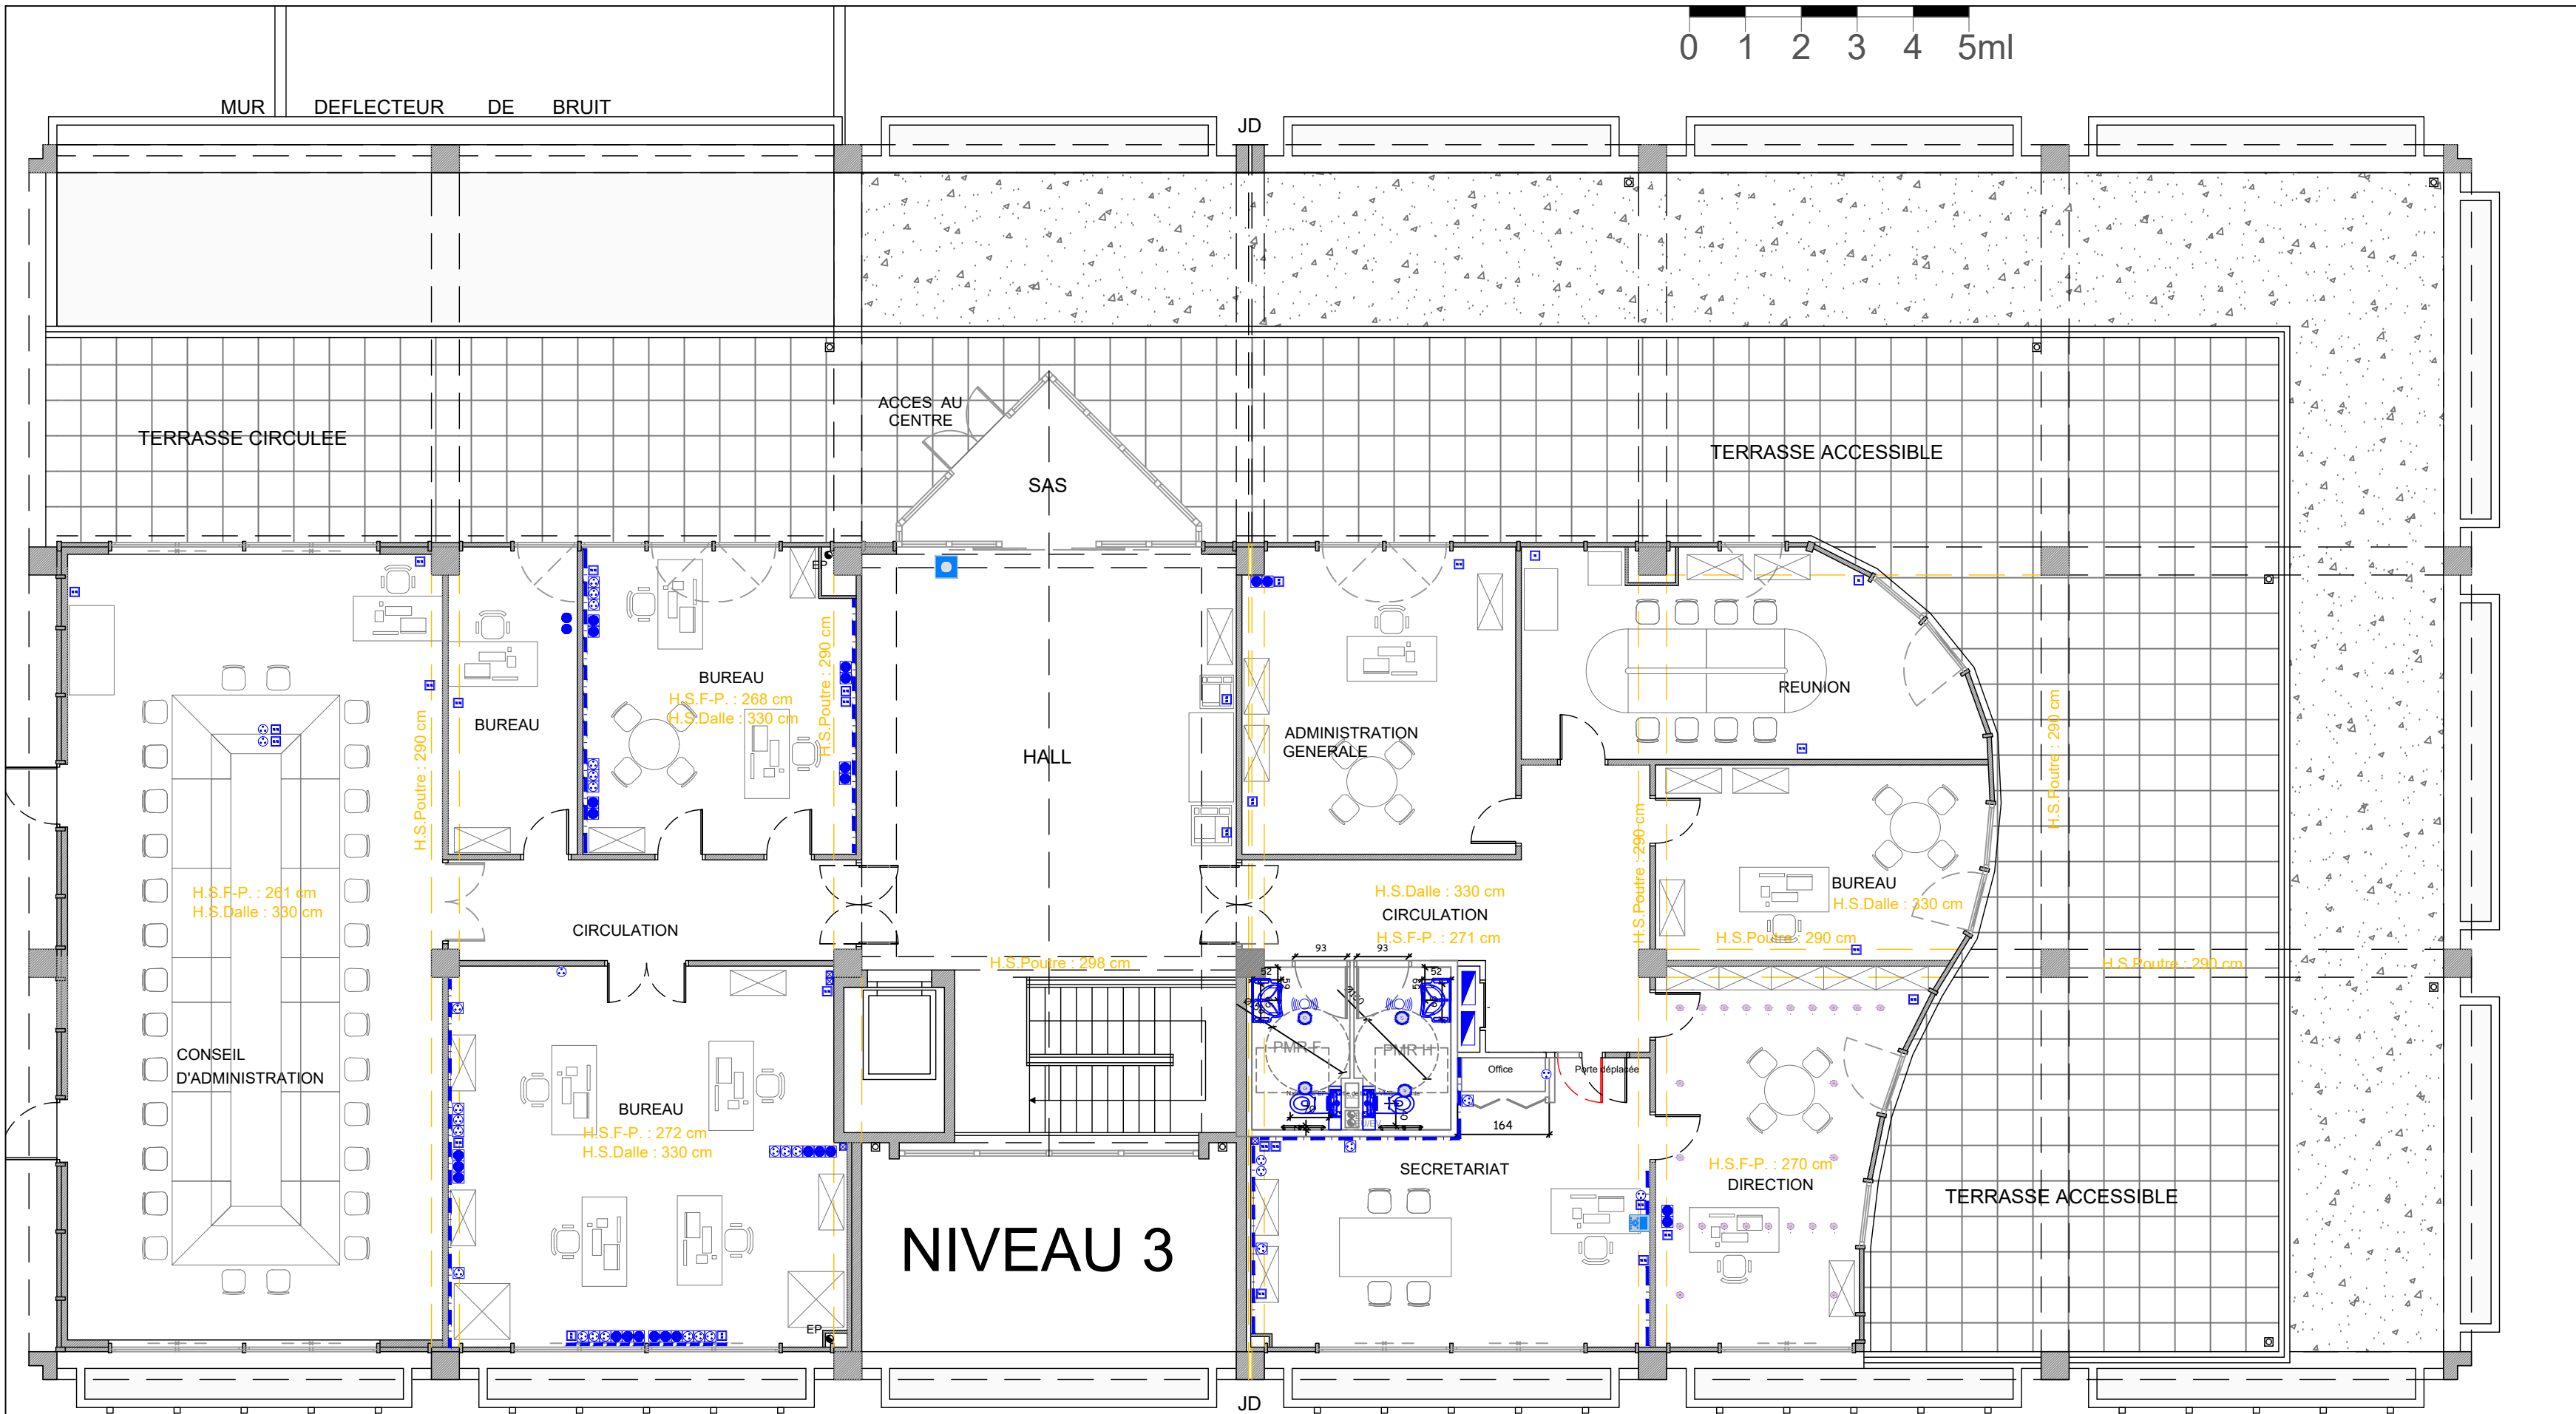 0 1 2 3 4 5ml
MUR DEFLECTEUR DE BRUIT
JD
ACCES AU
CENTRE
TERRASSE CIRCULEE
TERRASSE ACCESSIBLE
SAS
EP
H.S.Poutre : 290 cm
BUREAU
H.S.F-P. : 268 cm
H.S.Dalle : 330 cm
BUREAU
H.S.Poutre : 290 cm
HALL
ADMINISTRATION
GENERALE
REUNION
H.S.Poutre : 290 cm
H.S.F-P. : 261 cm
H.S.Dalle : 330 cm
CIRCULATION
H.S.Dalle : 330 cm
CIRCULATION
H.S.F-P. : 271 cm
H.S.Poutre : 290 cm
BUREAU
H.S.Dalle : 330 cm
H.S.Poutre : 290 cm
H.S.Poutre : 298 cm
H.S.Poutre : 290 cm
93 93
52 52
PMR F PMR H
Office
Porte déplacée
CONSEIL
D'ADMINISTRATION
BUREAU
H.S.F-P. : 272 cm
H.S.Dalle : 330 cm
164
SECRETARIAT
H.S.F-P. : 270 cm
DIRECTION
TERRASSE ACCESSIBLE
NIVEAU 3
EP
JD